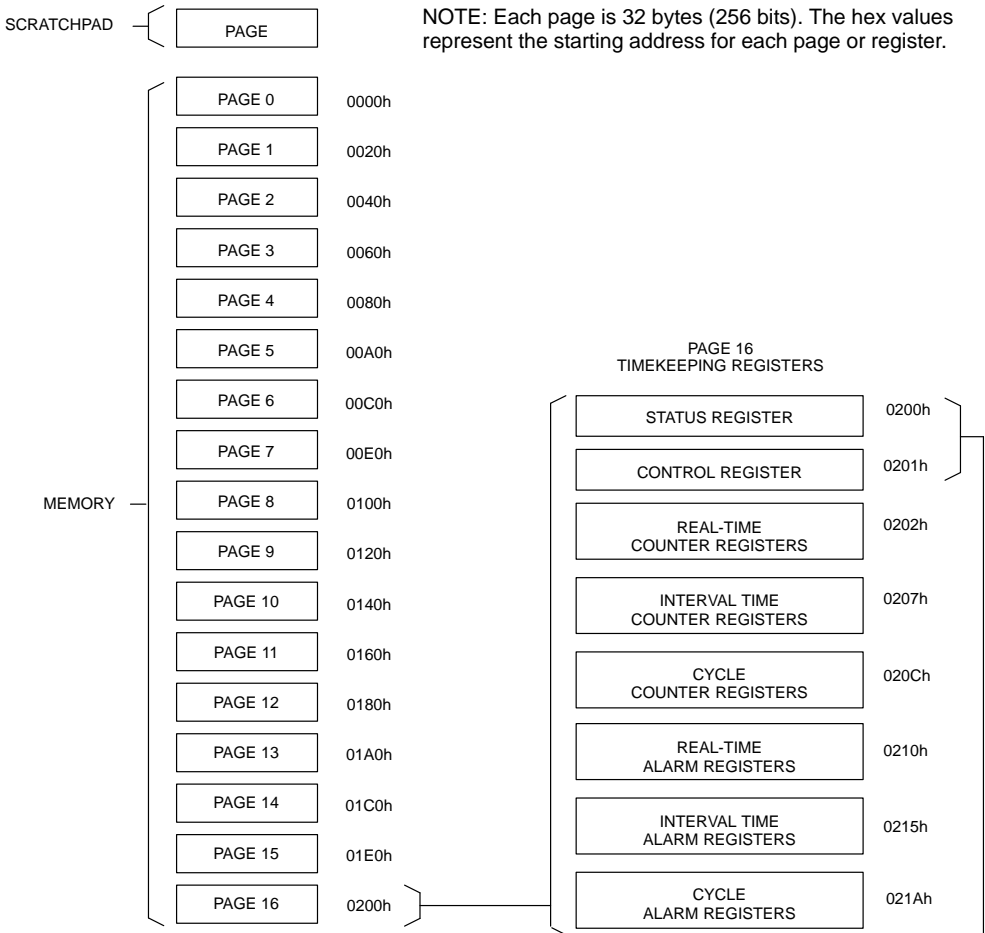 SCRATCHPAD
PAGE
NOTE: Each page is 32 bytes (256 bits). The hex values
represent the starting address for each page or register.
MEMORY
PAGE 0 0000h
PAGE 1 0020h
PAGE 2 0040h
PAGE 3 0060h
PAGE 4 0080h
PAGE 5 00A0h
PAGE 6 00C0h
PAGE 7 00E0h
PAGE 8 0100h
PAGE 9 0120h
PAGE 10 0140h
PAGE 11 0160h
PAGE 12 0180h
PAGE 13 01A0h
PAGE 14 01C0h
PAGE 15 01E0h
PAGE 16 0200h
PAGE 16
TIMEKEEPING REGISTERS
STATUS REGISTER 0200h
CONTROL REGISTER 0201h
REAL-TIME
COUNTER REGISTERS 0202h
INTERVAL TIME
COUNTER REGISTERS 0207h
CYCLE
COUNTER REGISTERS 020Ch
REAL-TIME
ALARM REGISTERS 0210h
INTERVAL TIME
ALARM REGISTERS 0215h
CYCLE
ALARM REGISTERS 021Ah